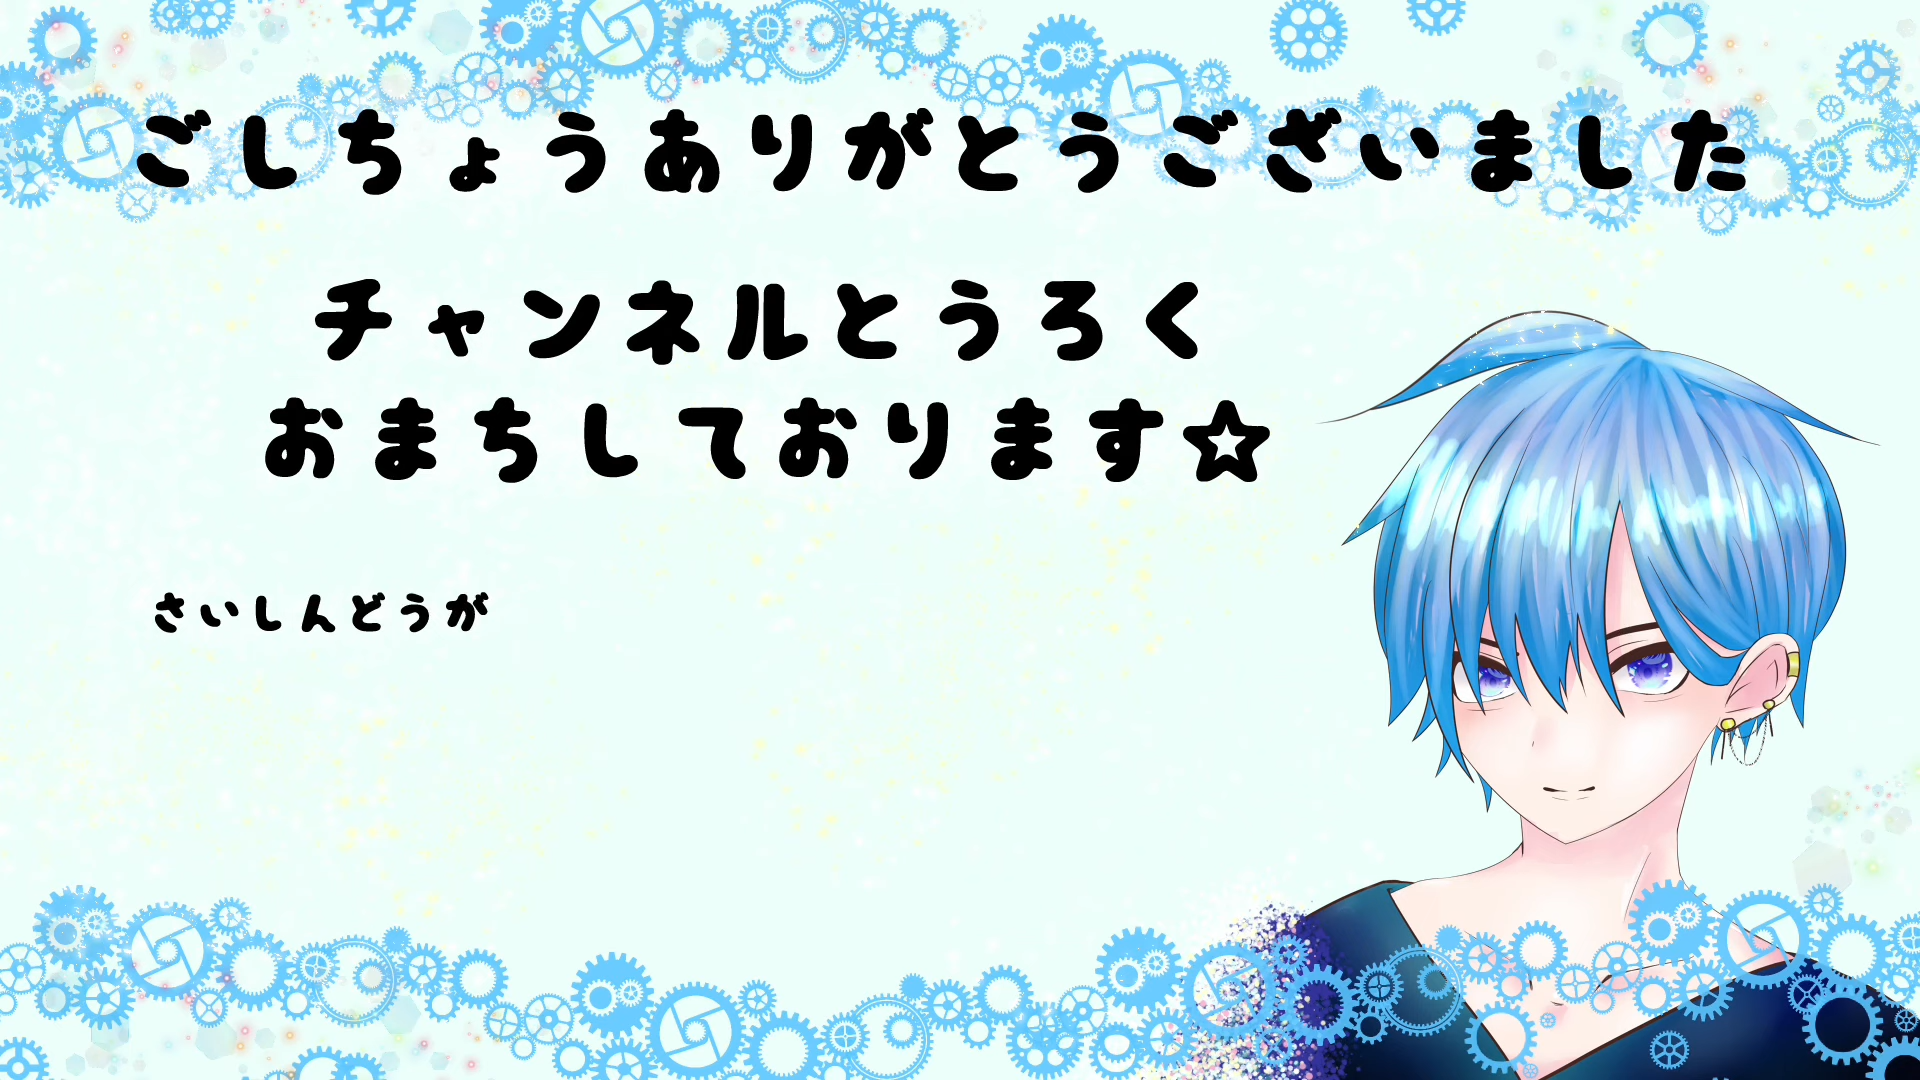 ごしちょうありがとうございました
チャンネルとうろく
おまちしております☆
さいしんどうが